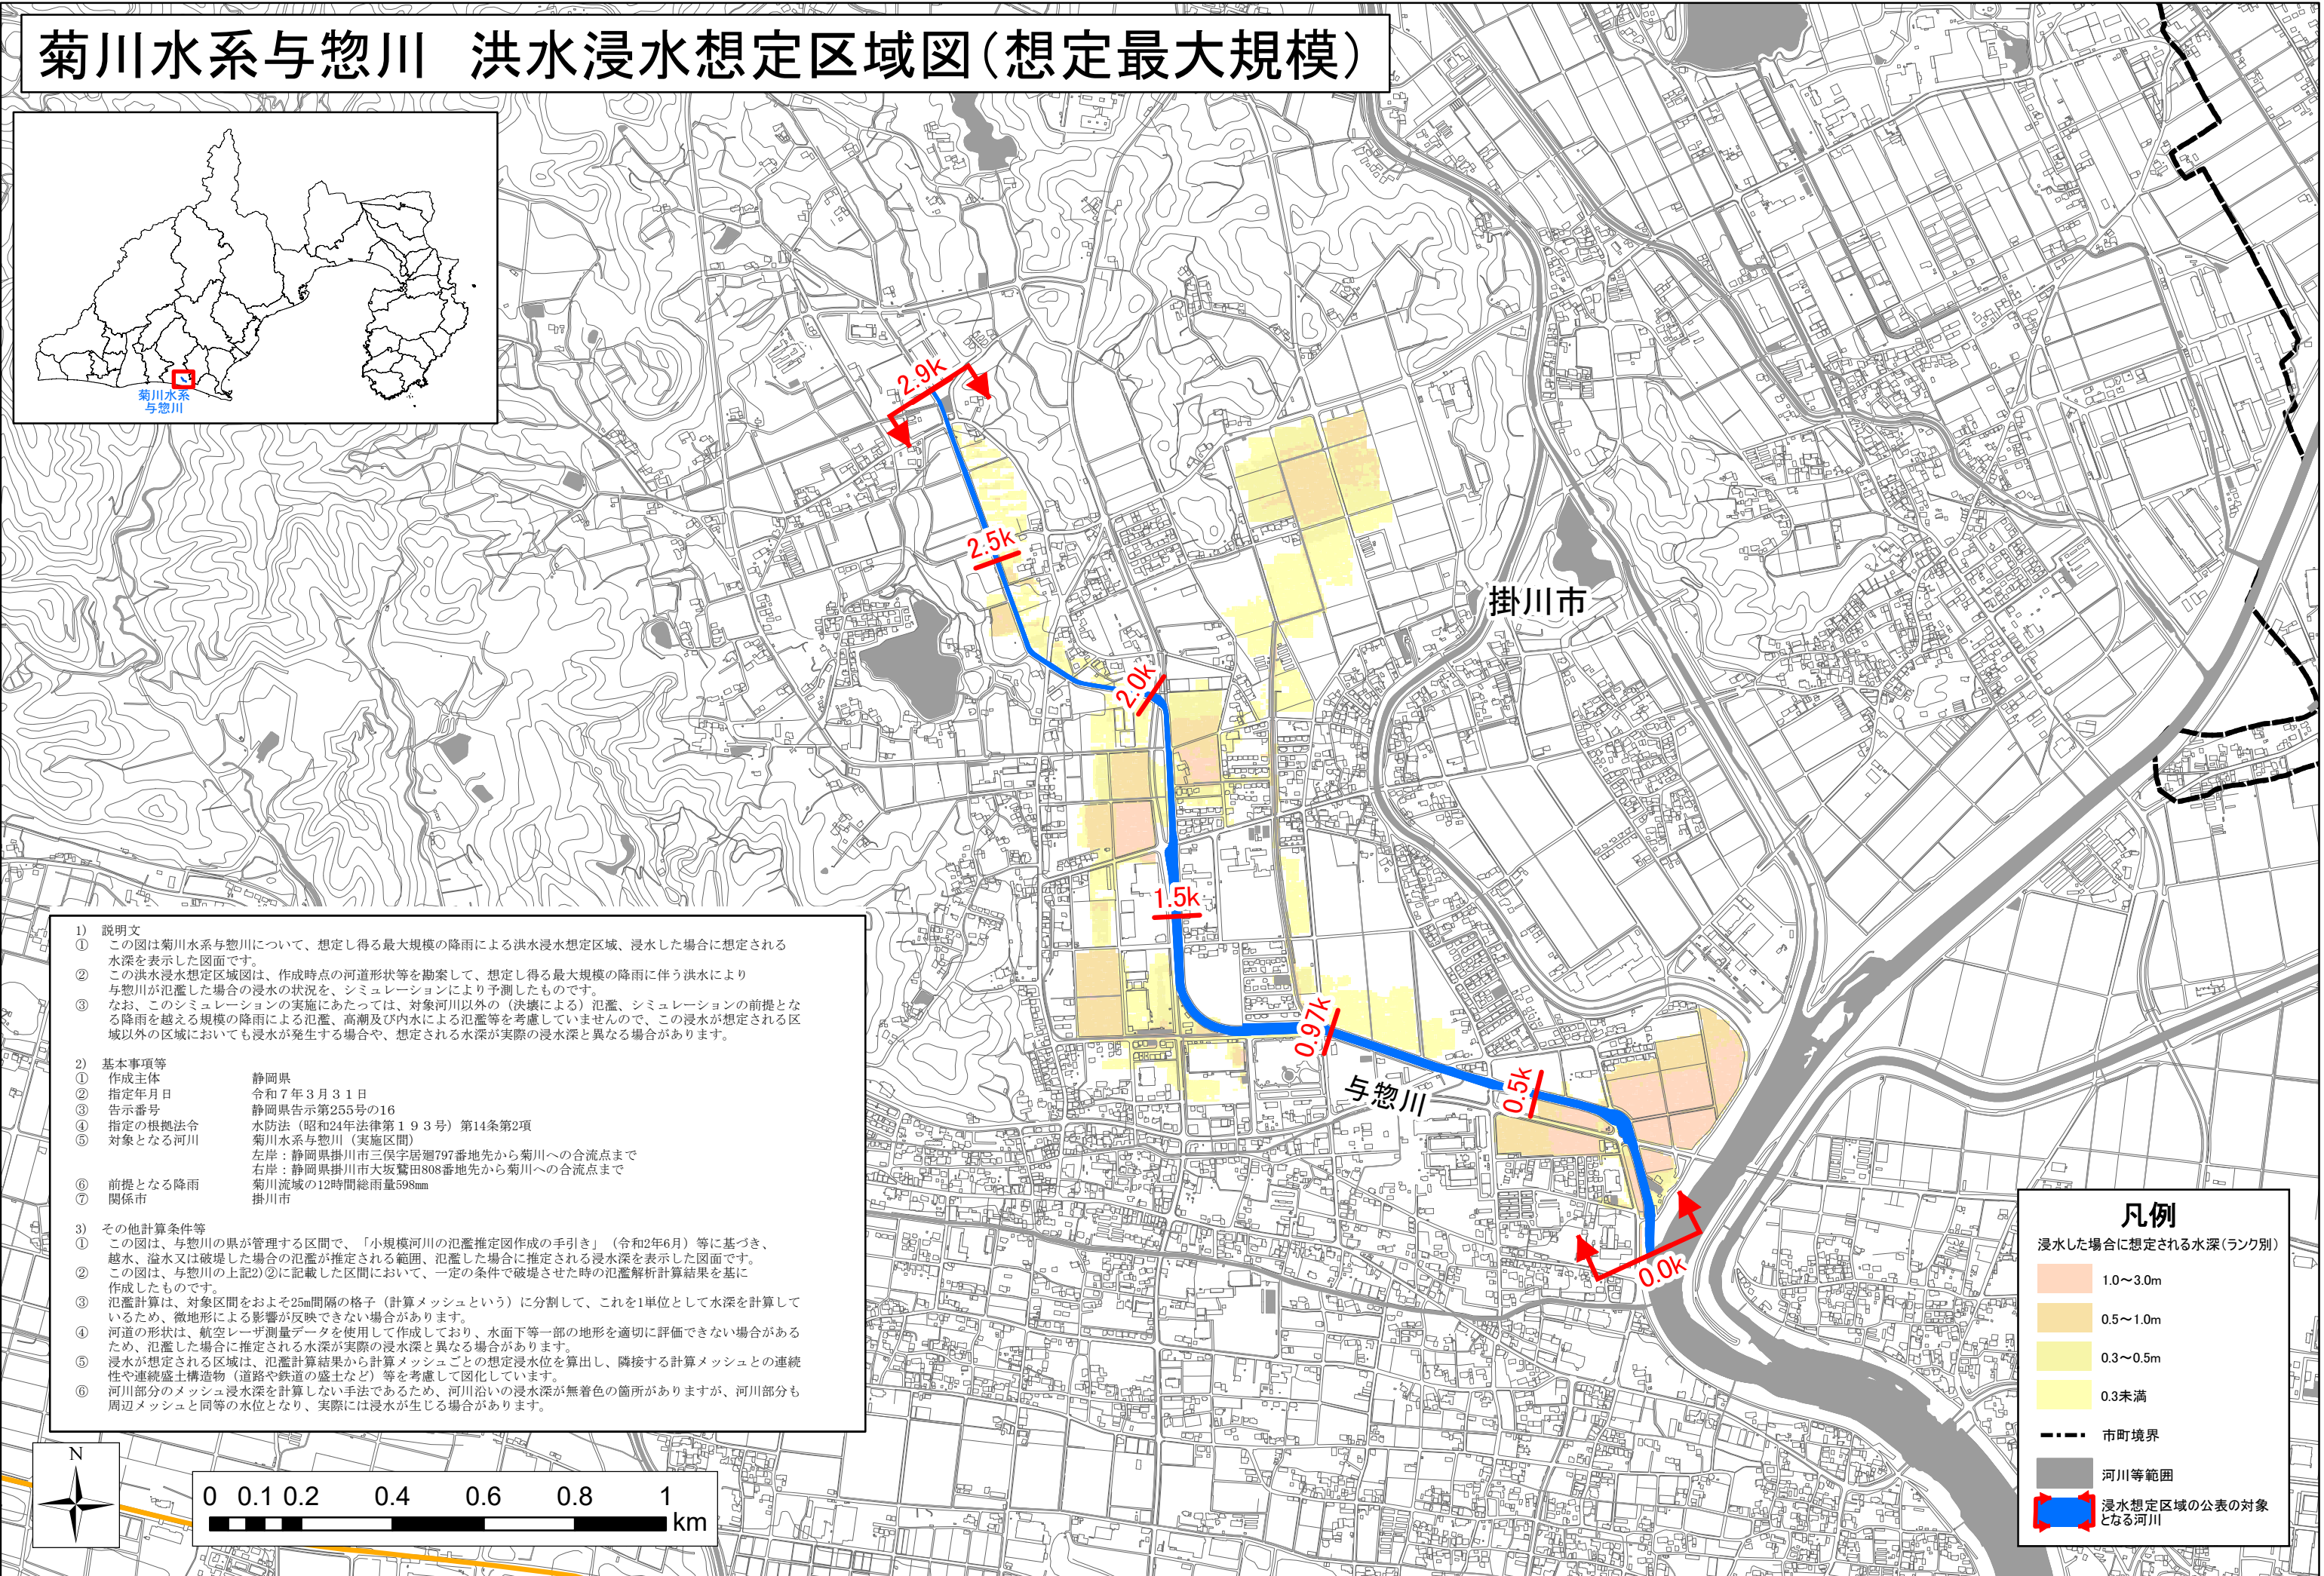 菊川水系与惣川　洪水浸水想定区域図(想定最大規模)
菊川水系
与惣川
2.9k
2.5k
掛川市
2.0k
1.5k
0.97k
0.5k
与惣川
0.0k
1)　説明文
①　この図は菊川水系与惣川について、想定し得る最大規模の降雨による洪水浸水想定区域、浸水した場合に想定される
水深を表示した図面です。
②　この洪水浸水想定区域図は、作成時点の河道形状等を勘案して、想定し得る最大規模の降雨に伴う洪水により
与惣川が氾濫した場合の浸水の状況を、シミュレーションにより予測したものです。
③　なお、このシミュレーションの実施にあたっては、対象河川以外の（決壊による）氾濫、シミュレーションの前提とな
る降雨を越える規模の降雨による氾濫、高潮及び内水による氾濫等を考慮していませんので、この浸水が想定される区
域以外の区域においても浸水が発生する場合や、想定される水深が実際の浸水深と異なる場合があります。
2)　基本事項等
①　作成主体　静岡県
②　指定年月日　令和７年３月３１日
③　告示番号　静岡県告示第255号の16
④　指定の根拠法令　水防法（昭和24年法律第１９３号）第14条第2項
⑤　対象となる河川　菊川水系与惣川（実施区間）
左岸：静岡県掛川市三俣字居廻797番地先から菊川への合流点まで
右岸：静岡県掛川市大坂鷲田808番地先から菊川への合流点まで
⑥　前提となる降雨　菊川流域の12時間総雨量598㎜
⑦　関係市　掛川市
3)　その他計算条件等
①　この図は、与惣川の県が管理する区間で、「小規模河川の氾濫推定図作成の手引き」（令和2年6月）等に基づき、
越水、溢水又は破堤した場合の氾濫が推定される範囲、氾濫した場合に推定される浸水深を表示した図面です。
②　この図は、与惣川の上記2)②に記載した区間において、一定の条件で破堤させた時の氾濫解析計算結果を基に
作成したものです。
③　氾濫計算は、対象区間をおよそ25m間隔の格子（計算メッシュという）に分割して、これを1単位として水深を計算して
いるため、微地形による影響が反映できない場合があります。
④　河道の形状は、航空レーザ測量データを使用して作成しており、水面下等一部の地形を適切に評価できない場合がある
ため、氾濫した場合に推定される水深が実際の浸水深と異なる場合があります。
⑤　浸水が想定される区域は、氾濫計算結果から計算メッシュごとの想定浸水位を算出し、隣接する計算メッシュとの連続
性や連続盛土構造物（道路や鉄道の盛土など）等を考慮して図化しています。
⑥　河川部分のメッシュ浸水深を計算しない手法であるため、河川沿いの浸水深が無着色の箇所がありますが、河川部分も
周辺メッシュと同等の水位となり、実際には浸水が生じる場合があります。
N
0 0.1 0.2 0.4 0.6 0.8 1
km
凡例
浸水した場合に想定される水深(ランク別)
1.0～3.0m
0.5～1.0m
0.3～0.5m
0.3未満
市町境界
河川等範囲
浸水想定区域の公表の対象
となる河川